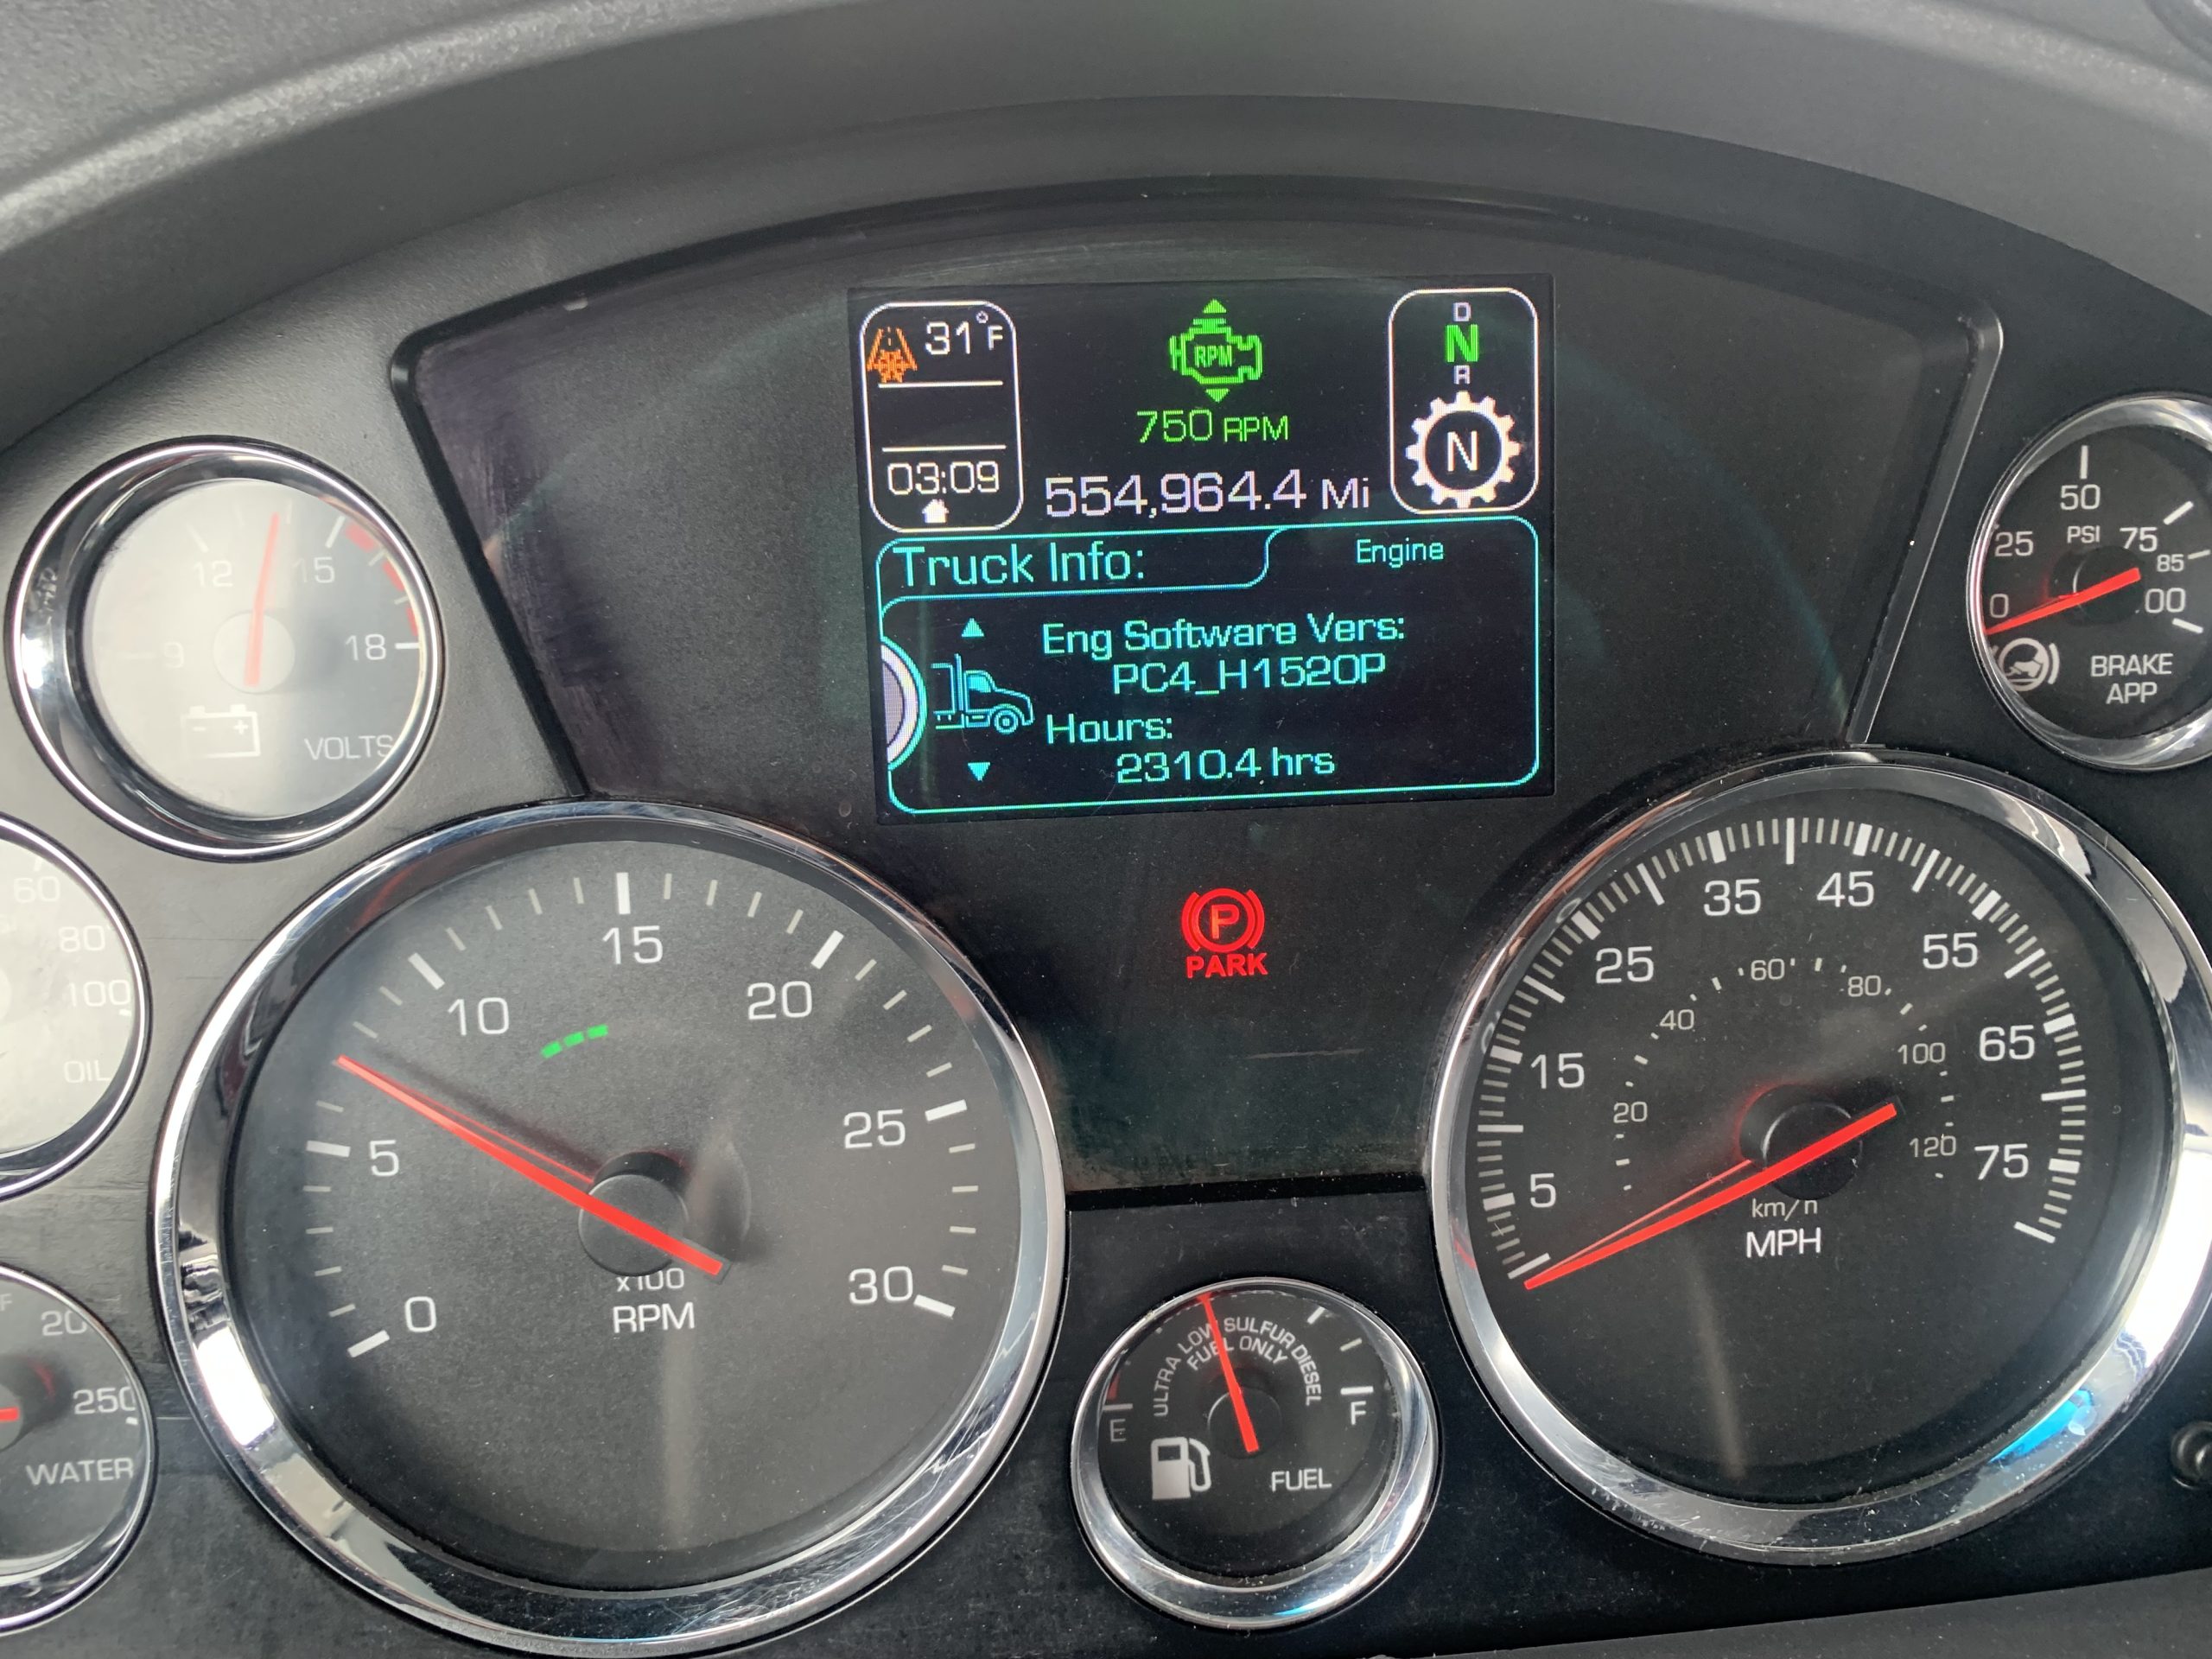 31°F
RPM
750 RPM
03:09
554,964.4 Mi
D
N
R
N
Truck Info:
Engine
Eng Software Vers:
PC4_H1520P
Hours:
2310.4 hrs
9
12
15
18
VOLTS
25
50
75
85
0
PSI
BRAKE
APP
60
80
100
OIL
250
WATER
PARK
0
5
10
15
20
25
30
x100
RPM
5
15
25
35
45
55
65
75
20
40
60
80
100
120
km/h
MPH
ULTRA LOW SULFUR DIESEL
FUEL ONLY
E
F
FUEL